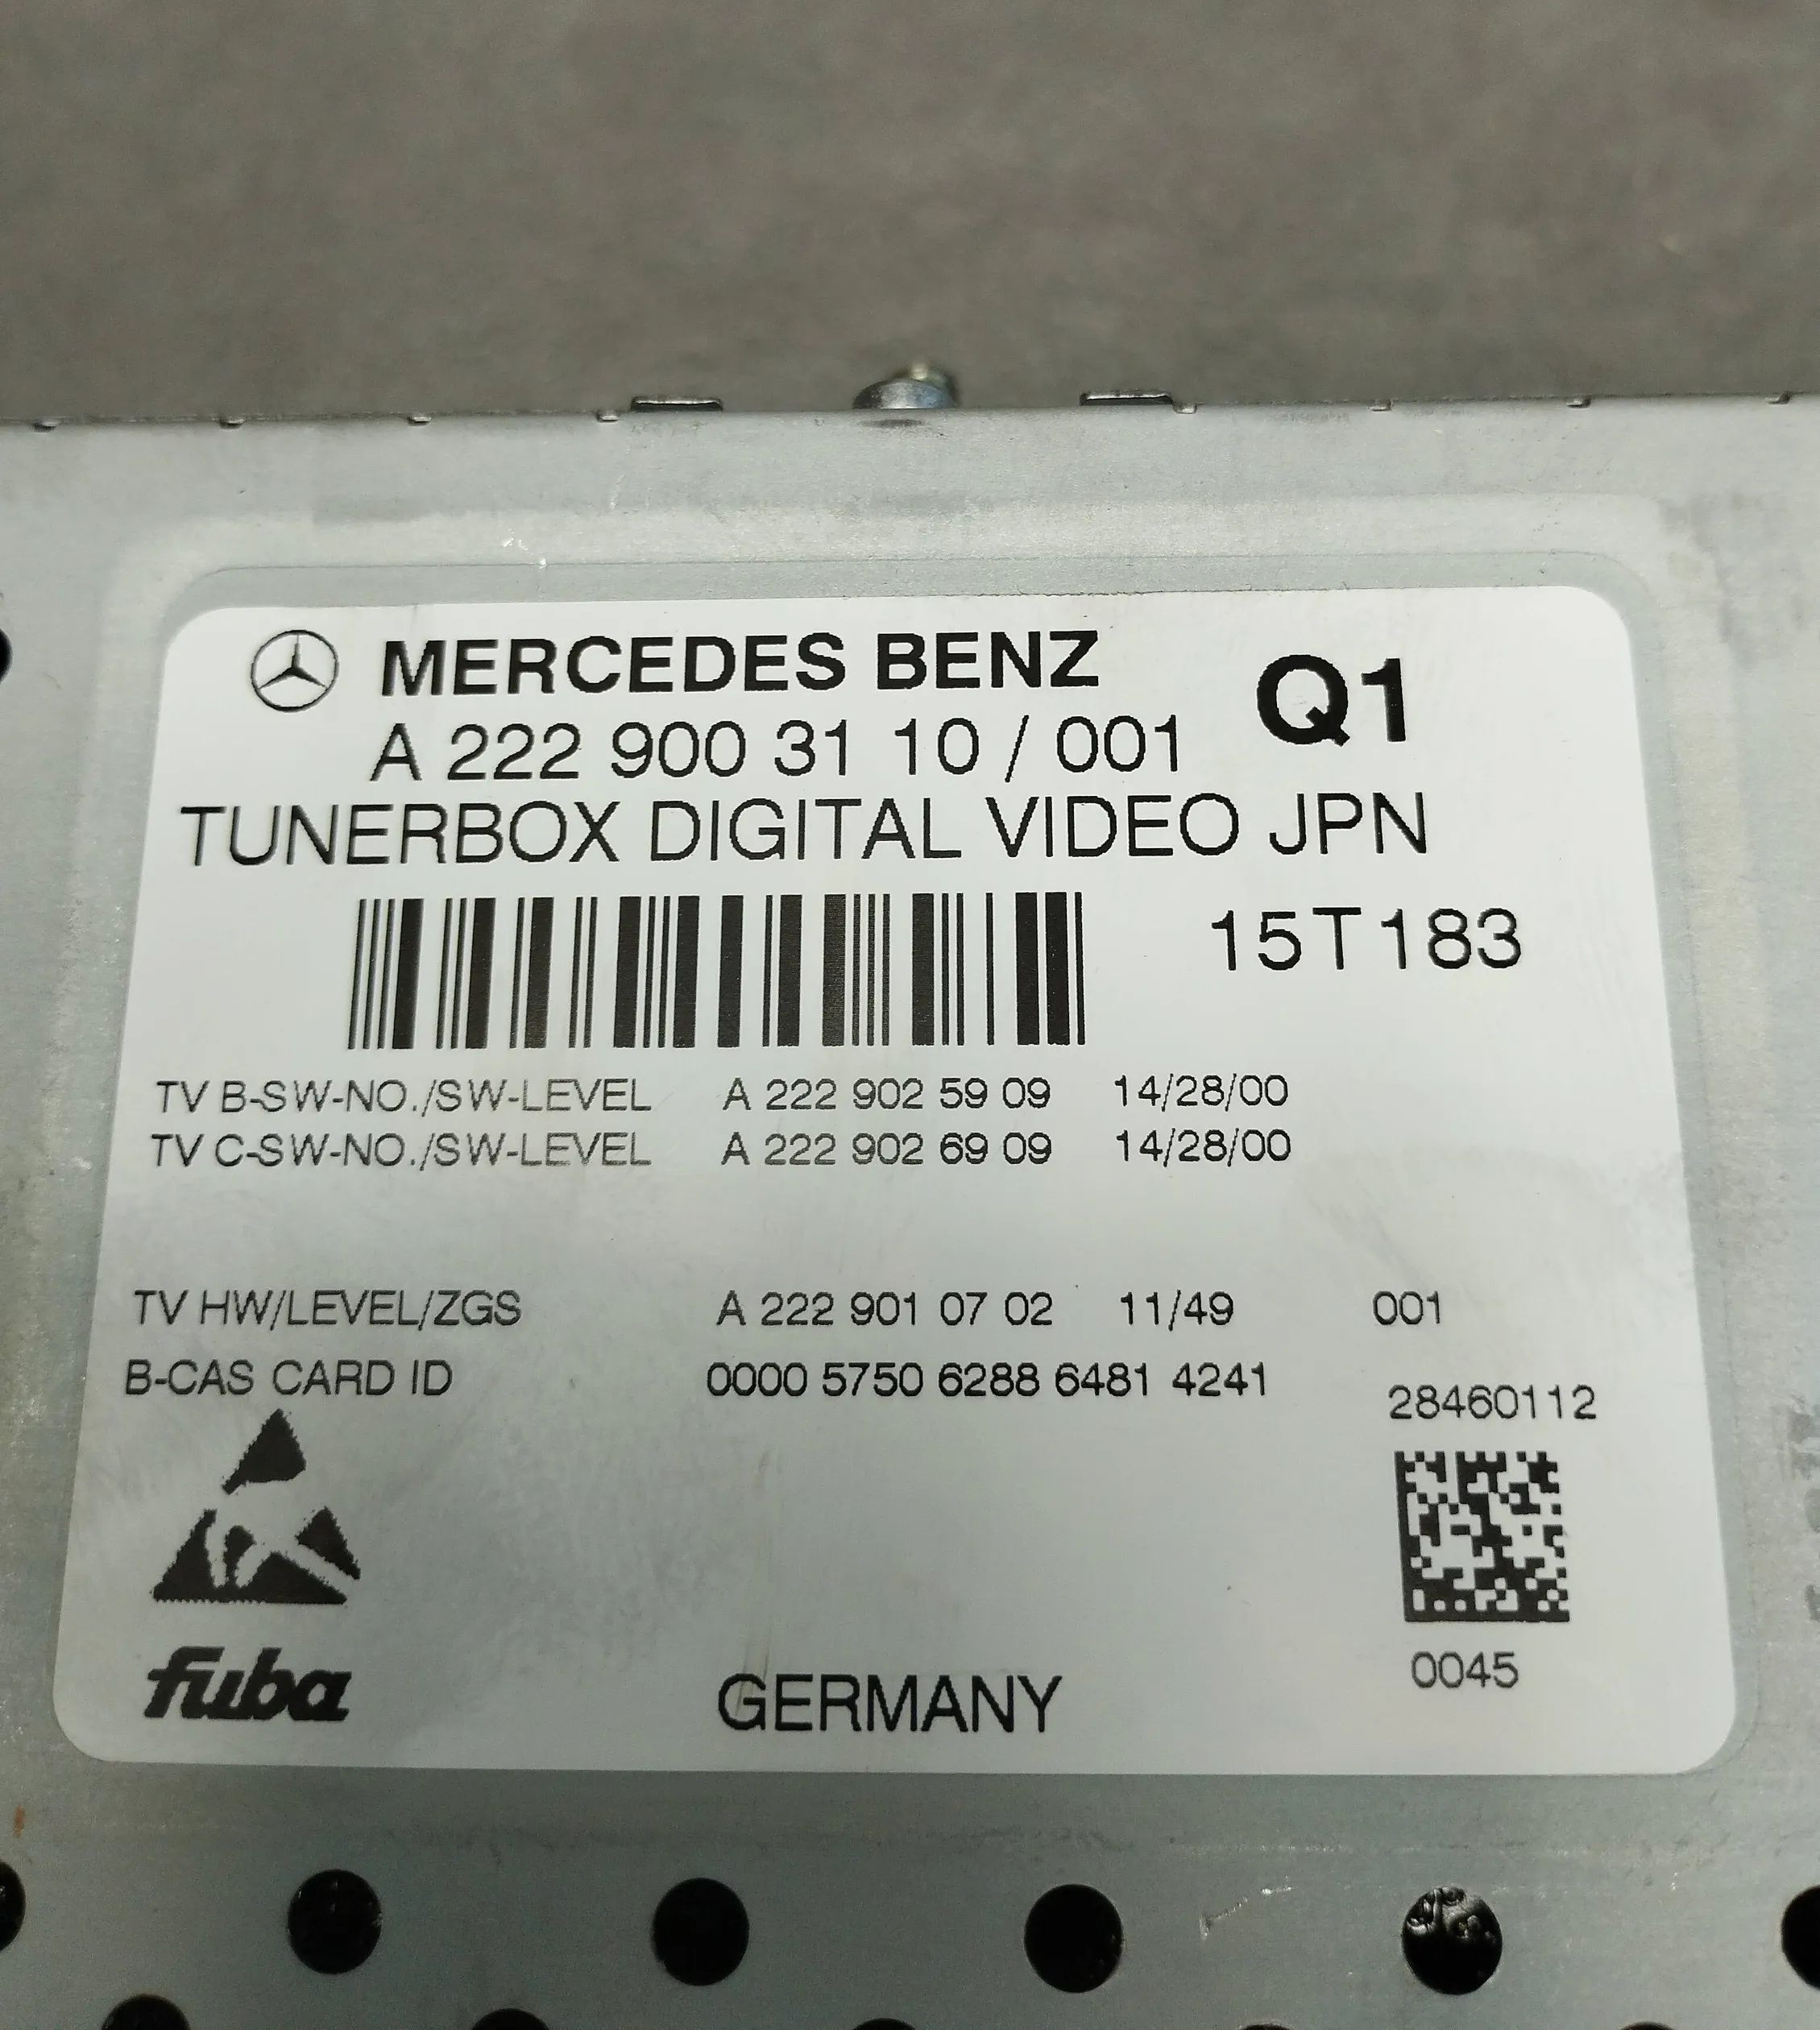 MERCEDES BENZ Q1
A 222 900 31 10 / 001
TUNERBOX DIGITAL VIDEO JPN
15T183
TV B-SW-NO./SW-LEVEL A 222 902 59 09 14/28/00
TV C-SW-NO./SW-LEVEL A 222 902 69 09 14/28/00
TV HW/LEVEL/ZGS A 222 901 07 02 11/49 001
B-CAS CARD ID 0000 5750 6288 6481 4241
28460112
0045
fuba GERMANY